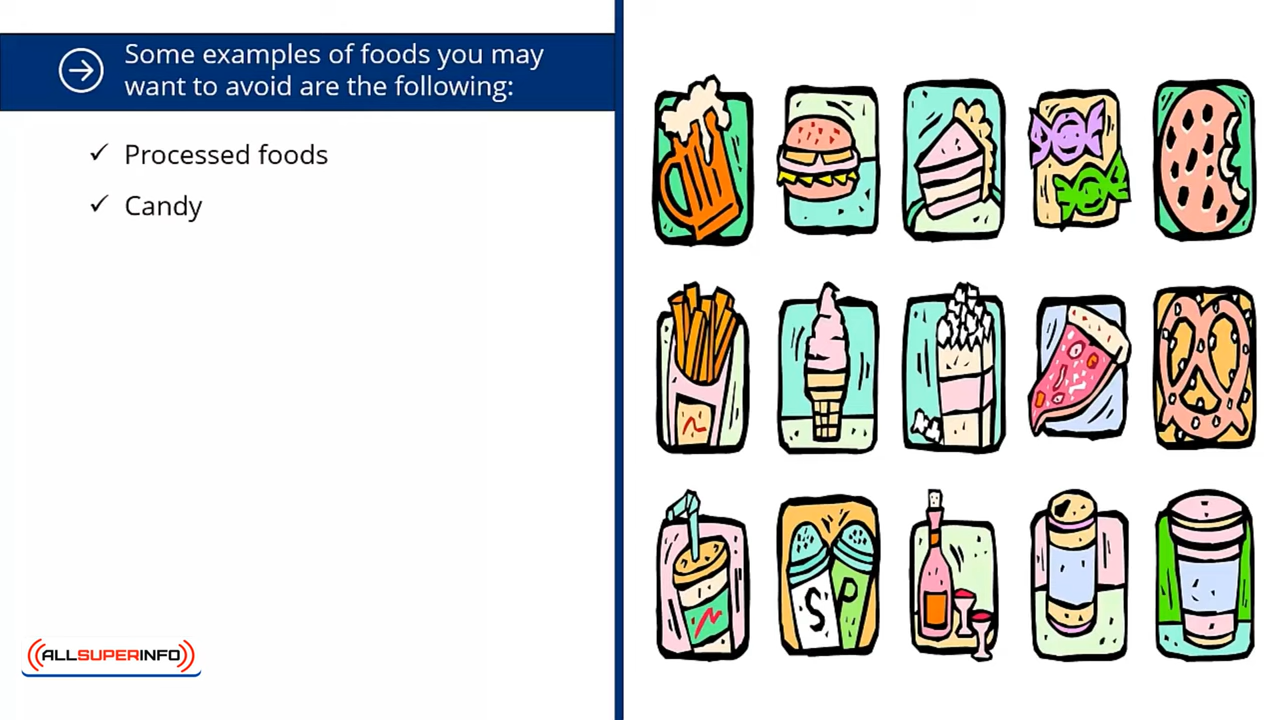 Some examples of foods you may
want to avoid are the following:
Processed foods
Candy
S P
ALLSUPERINFO